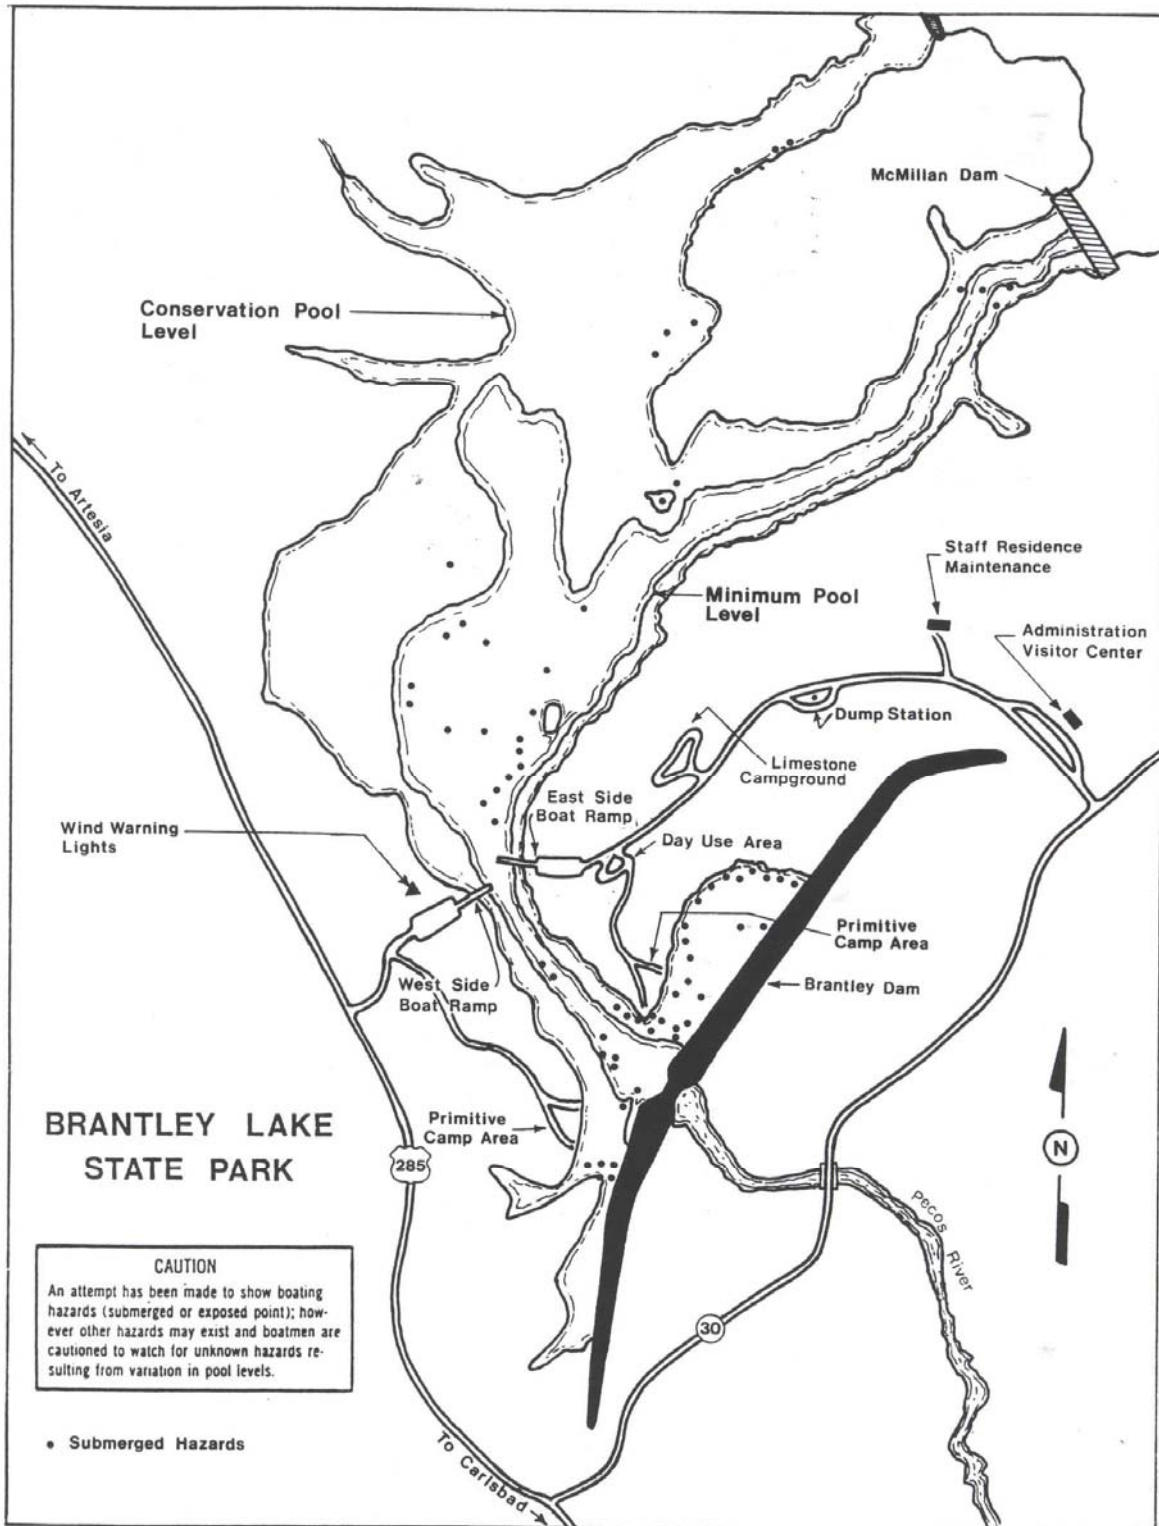 McMillan Dam
Conservation Pool
Level
To Artesia
Staff Residence
Maintenance
Minimum Pool
Level
Administration
Visitor Center
Dump Station
Limestone
Campground
East Side
Boat Ramp
Wind Warning
Lights
Day Use Area
Primitive
Camp Area
West Side
Boat Ramp
Brantley Dam
BRANTLEY LAKE
STATE PARK
Primitive
Camp Area
285
N
Pecos
River
CAUTION
An attempt has been made to show boating
hazards (submerged or exposed point); how-
ever other hazards may exist and boatmen are
cautioned to watch for unknown hazards re-
sulting from variation in pool levels.
30
• Submerged Hazards
To Carlsbad